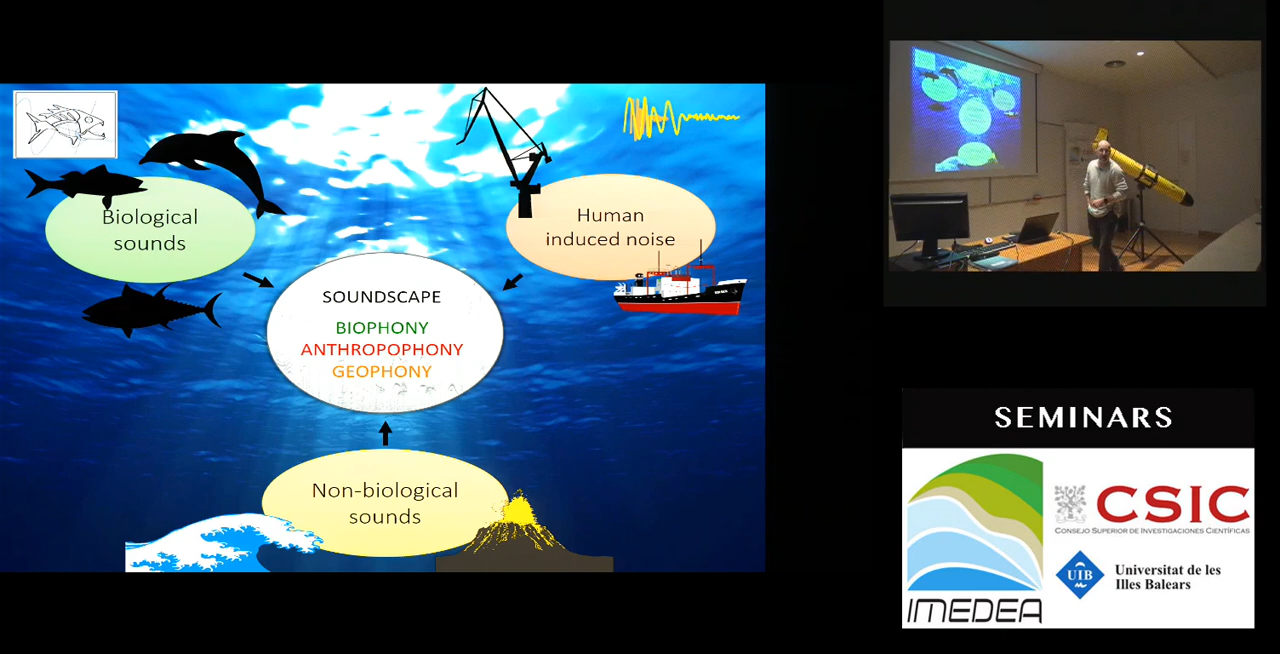 Biological
sounds
Human
induced noise
SOUNDSCAPE
BIOPHONY
ANTHROPOPHONY
GEOPHONY
Non-biological
sounds
SEMINARS
CSIC
CONSEJO SUPERIOR DE INVESTIGACIONES CIENTÍFICAS
UIB
Universitat de les
Illes Balears
IMEDEA